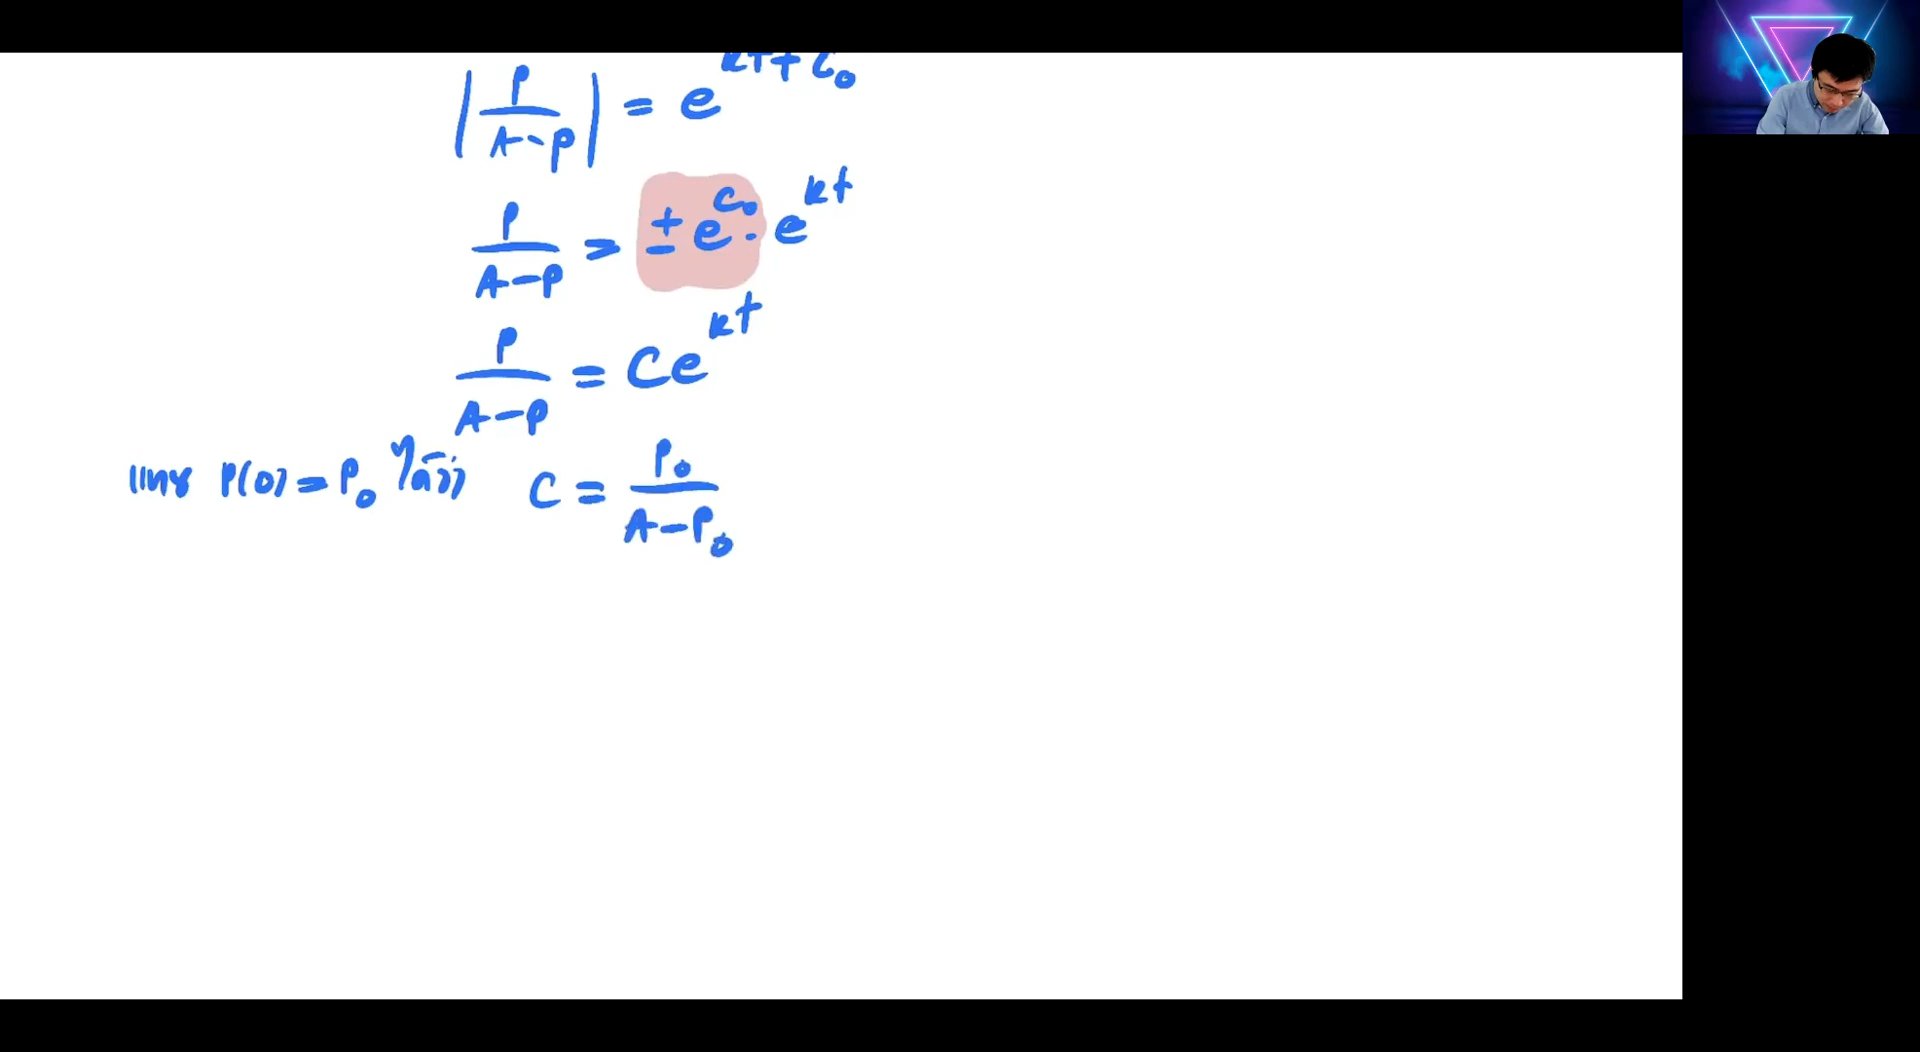 |P/(A-P)| = e^(kt+C₀)
P/(A-P) = ± e^(C₀) · e^(kt)
P/(A-P) = Ce^(kt)
แทน P(0) = P₀ ได้ว่า C = P₀/(A-P₀)